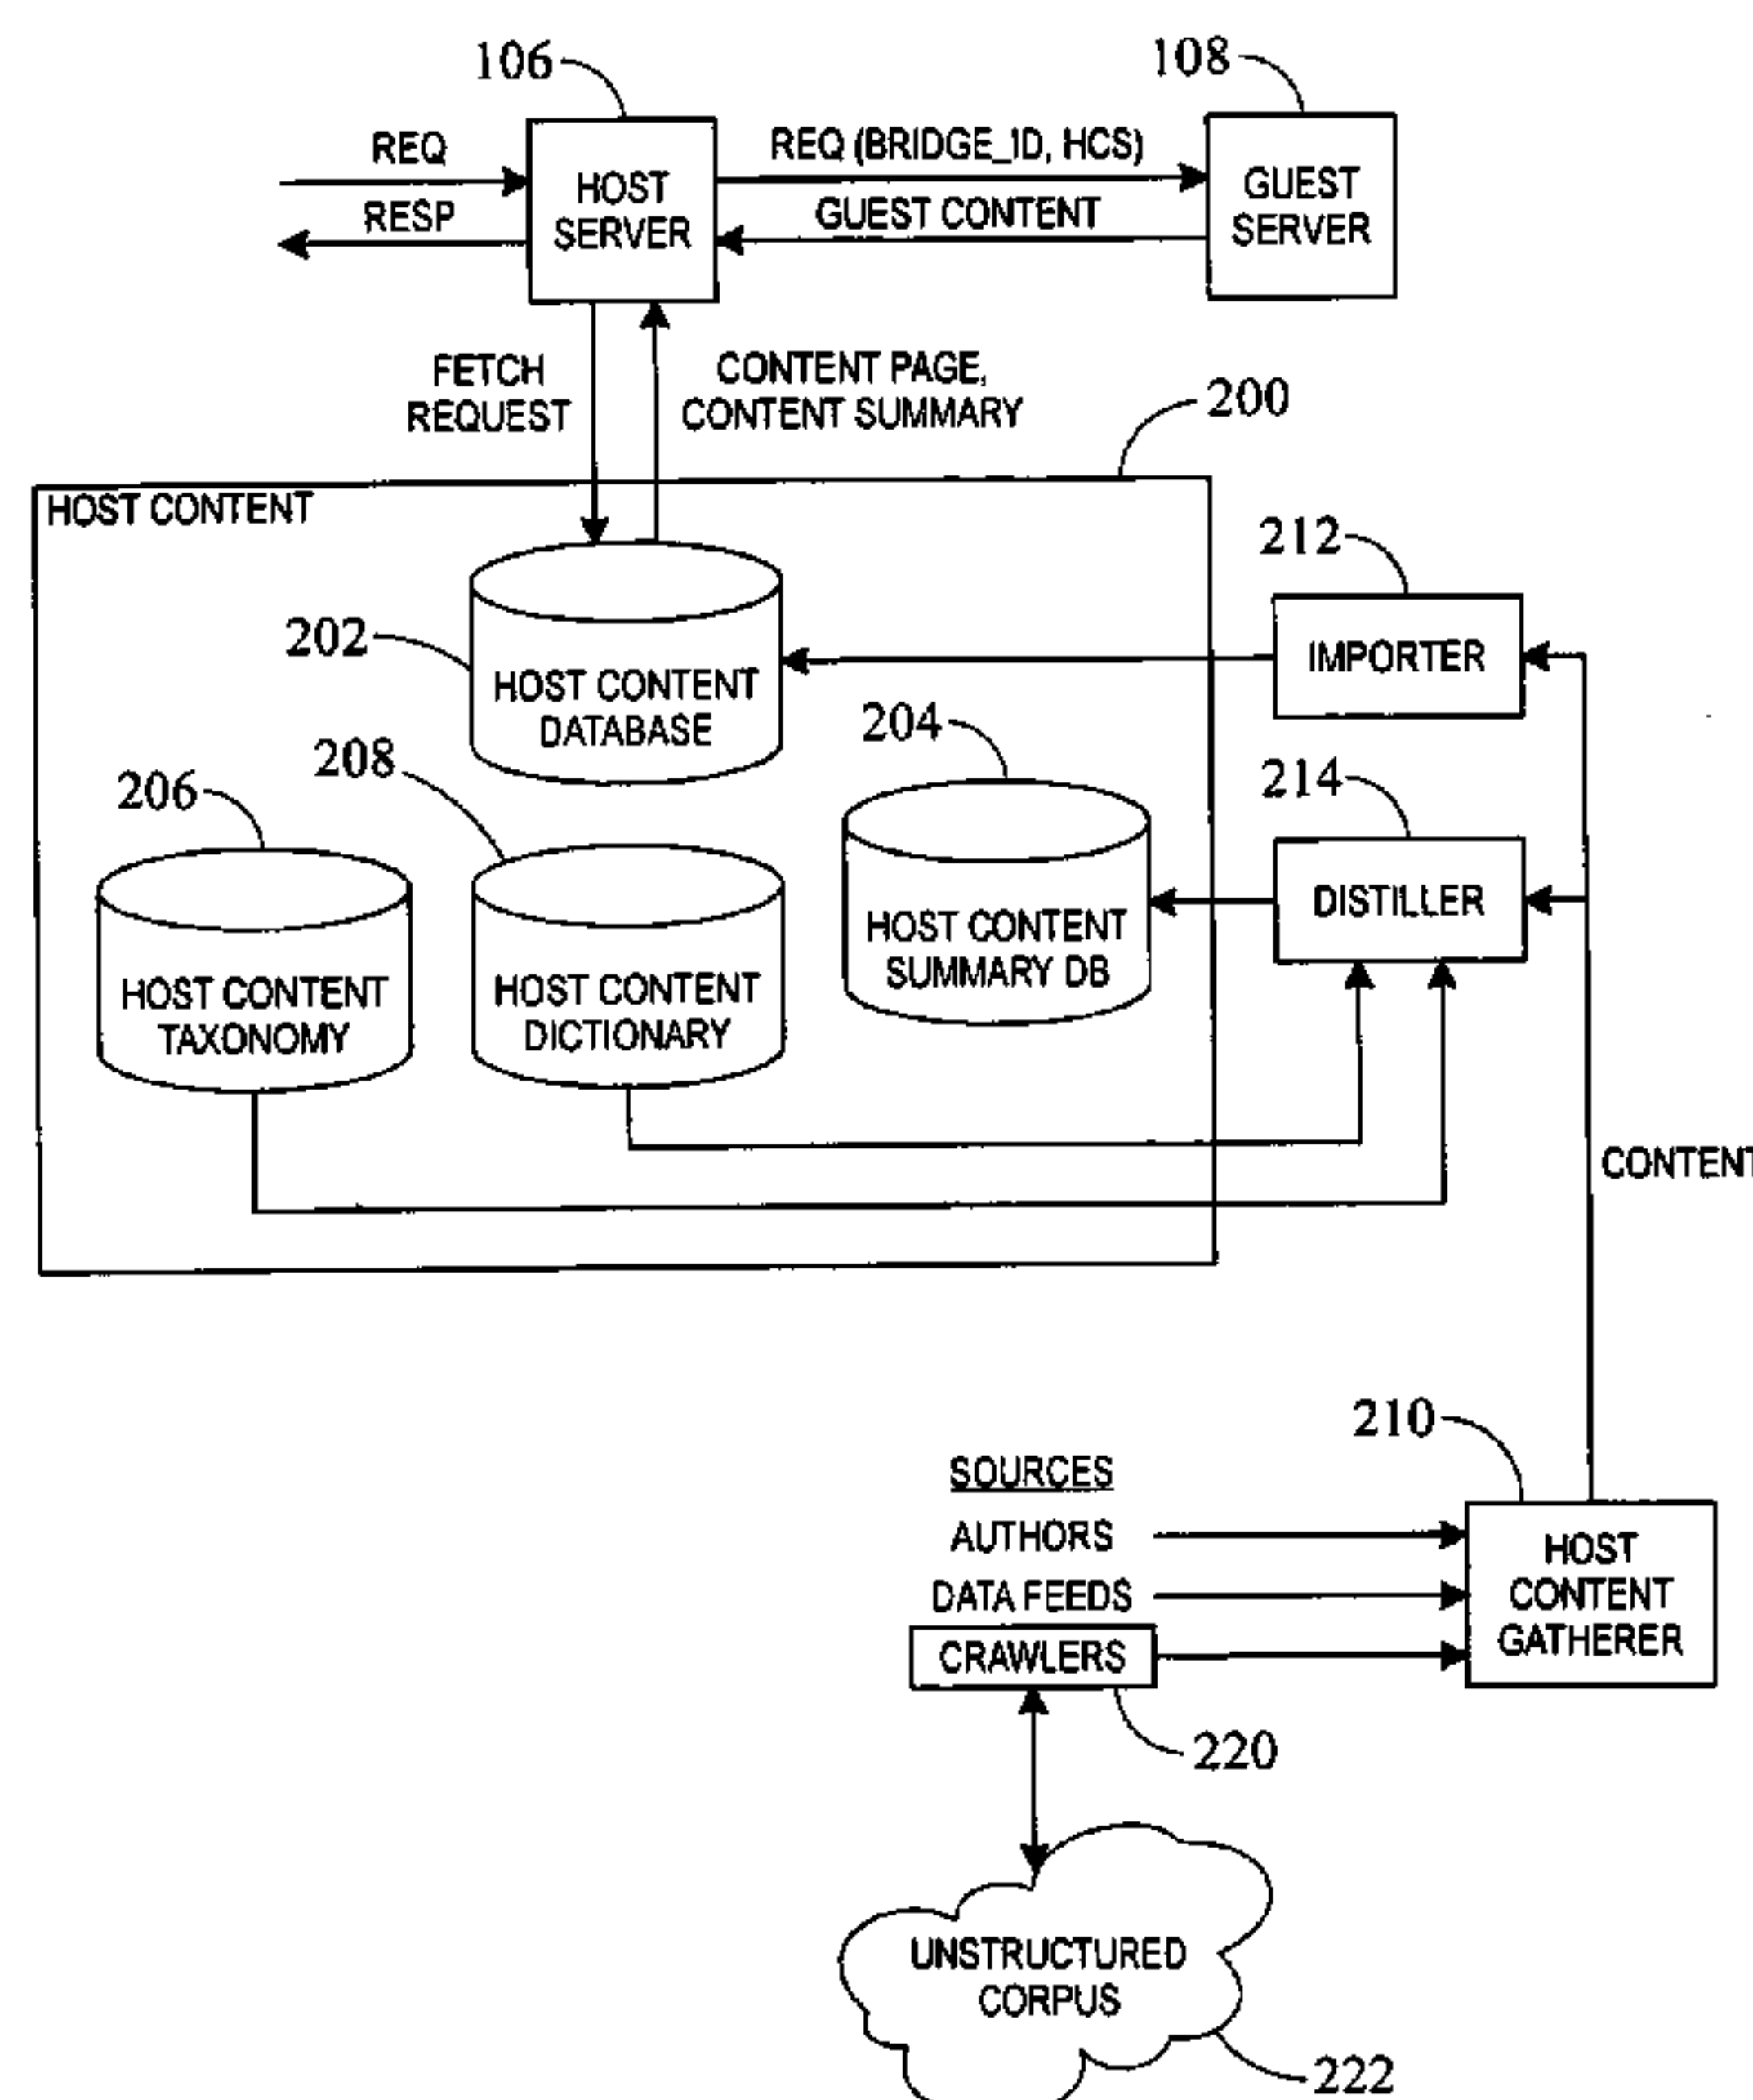 106
108
REQ
REQ (BRIDGE_ID, HCS)
HOST
SERVER
GUEST
SERVER
RESP
GUEST CONTENT
FETCH
REQUEST
CONTENT PAGE,
CONTENT SUMMARY
200
HOST CONTENT
212
202
IMPORTER
HOST CONTENT
DATABASE
204
208
206
214
DISTILLER
HOST CONTENT
SUMMARY DB
HOST CONTENT
TAXONOMY
HOST CONTENT
DICTIONARY
CONTENT
210
SOURCES
AUTHORS
DATA FEEDS
CRAWLERS
HOST
CONTENT
GATHERER
220
UNSTRUCTURED
CORPUS
222